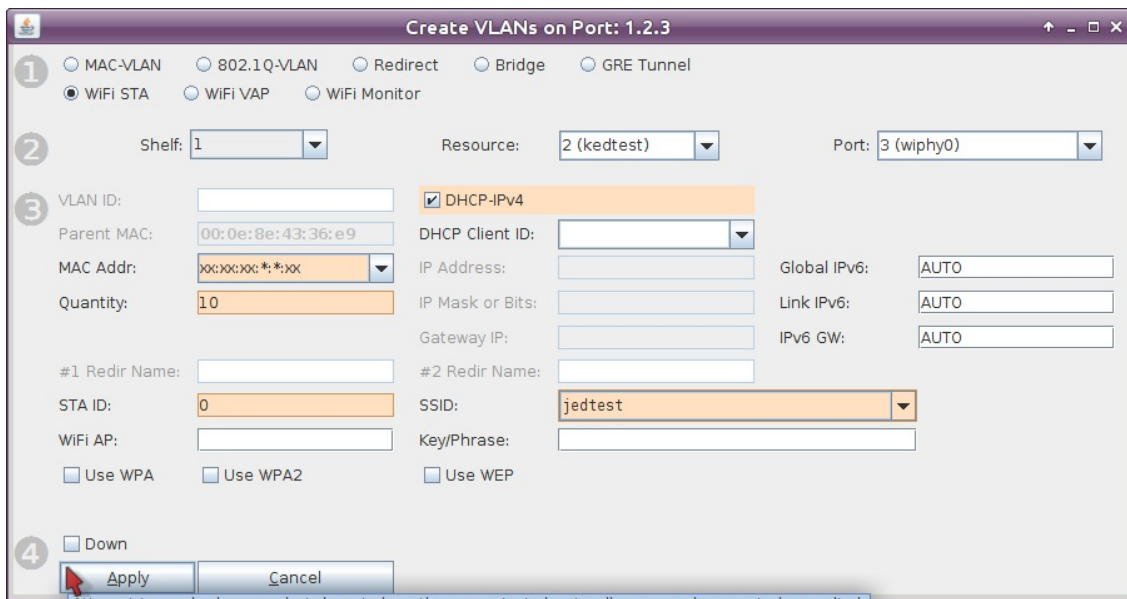 Create VLANs on Port: 1.2.3
1
MAC-VLAN 802.1Q-VLAN Redirect Bridge GRE Tunnel
WiFi STA WiFi VAP WiFi Monitor
2
Shelf: 1 Resource: 2 (kedtest) Port: 3 (wiphy0)
3
VLAN ID: DHCP-IPv4
Parent MAC: 00:0e:8e:43:36:e9 DHCP Client ID:
MAC Addr: xx:xx:xx:*:*:xx IP Address: Global IPv6: AUTO
Quantity: 10 IP Mask or Bits: Link IPv6: AUTO
Gateway IP: IPv6 GW: AUTO
#1 Redir Name: #2 Redir Name:
STA ID: 0 SSID: jedtest
WiFi AP: Key/Phrase:
Use WPA Use WPA2 Use WEP
4
Down
Apply Cancel